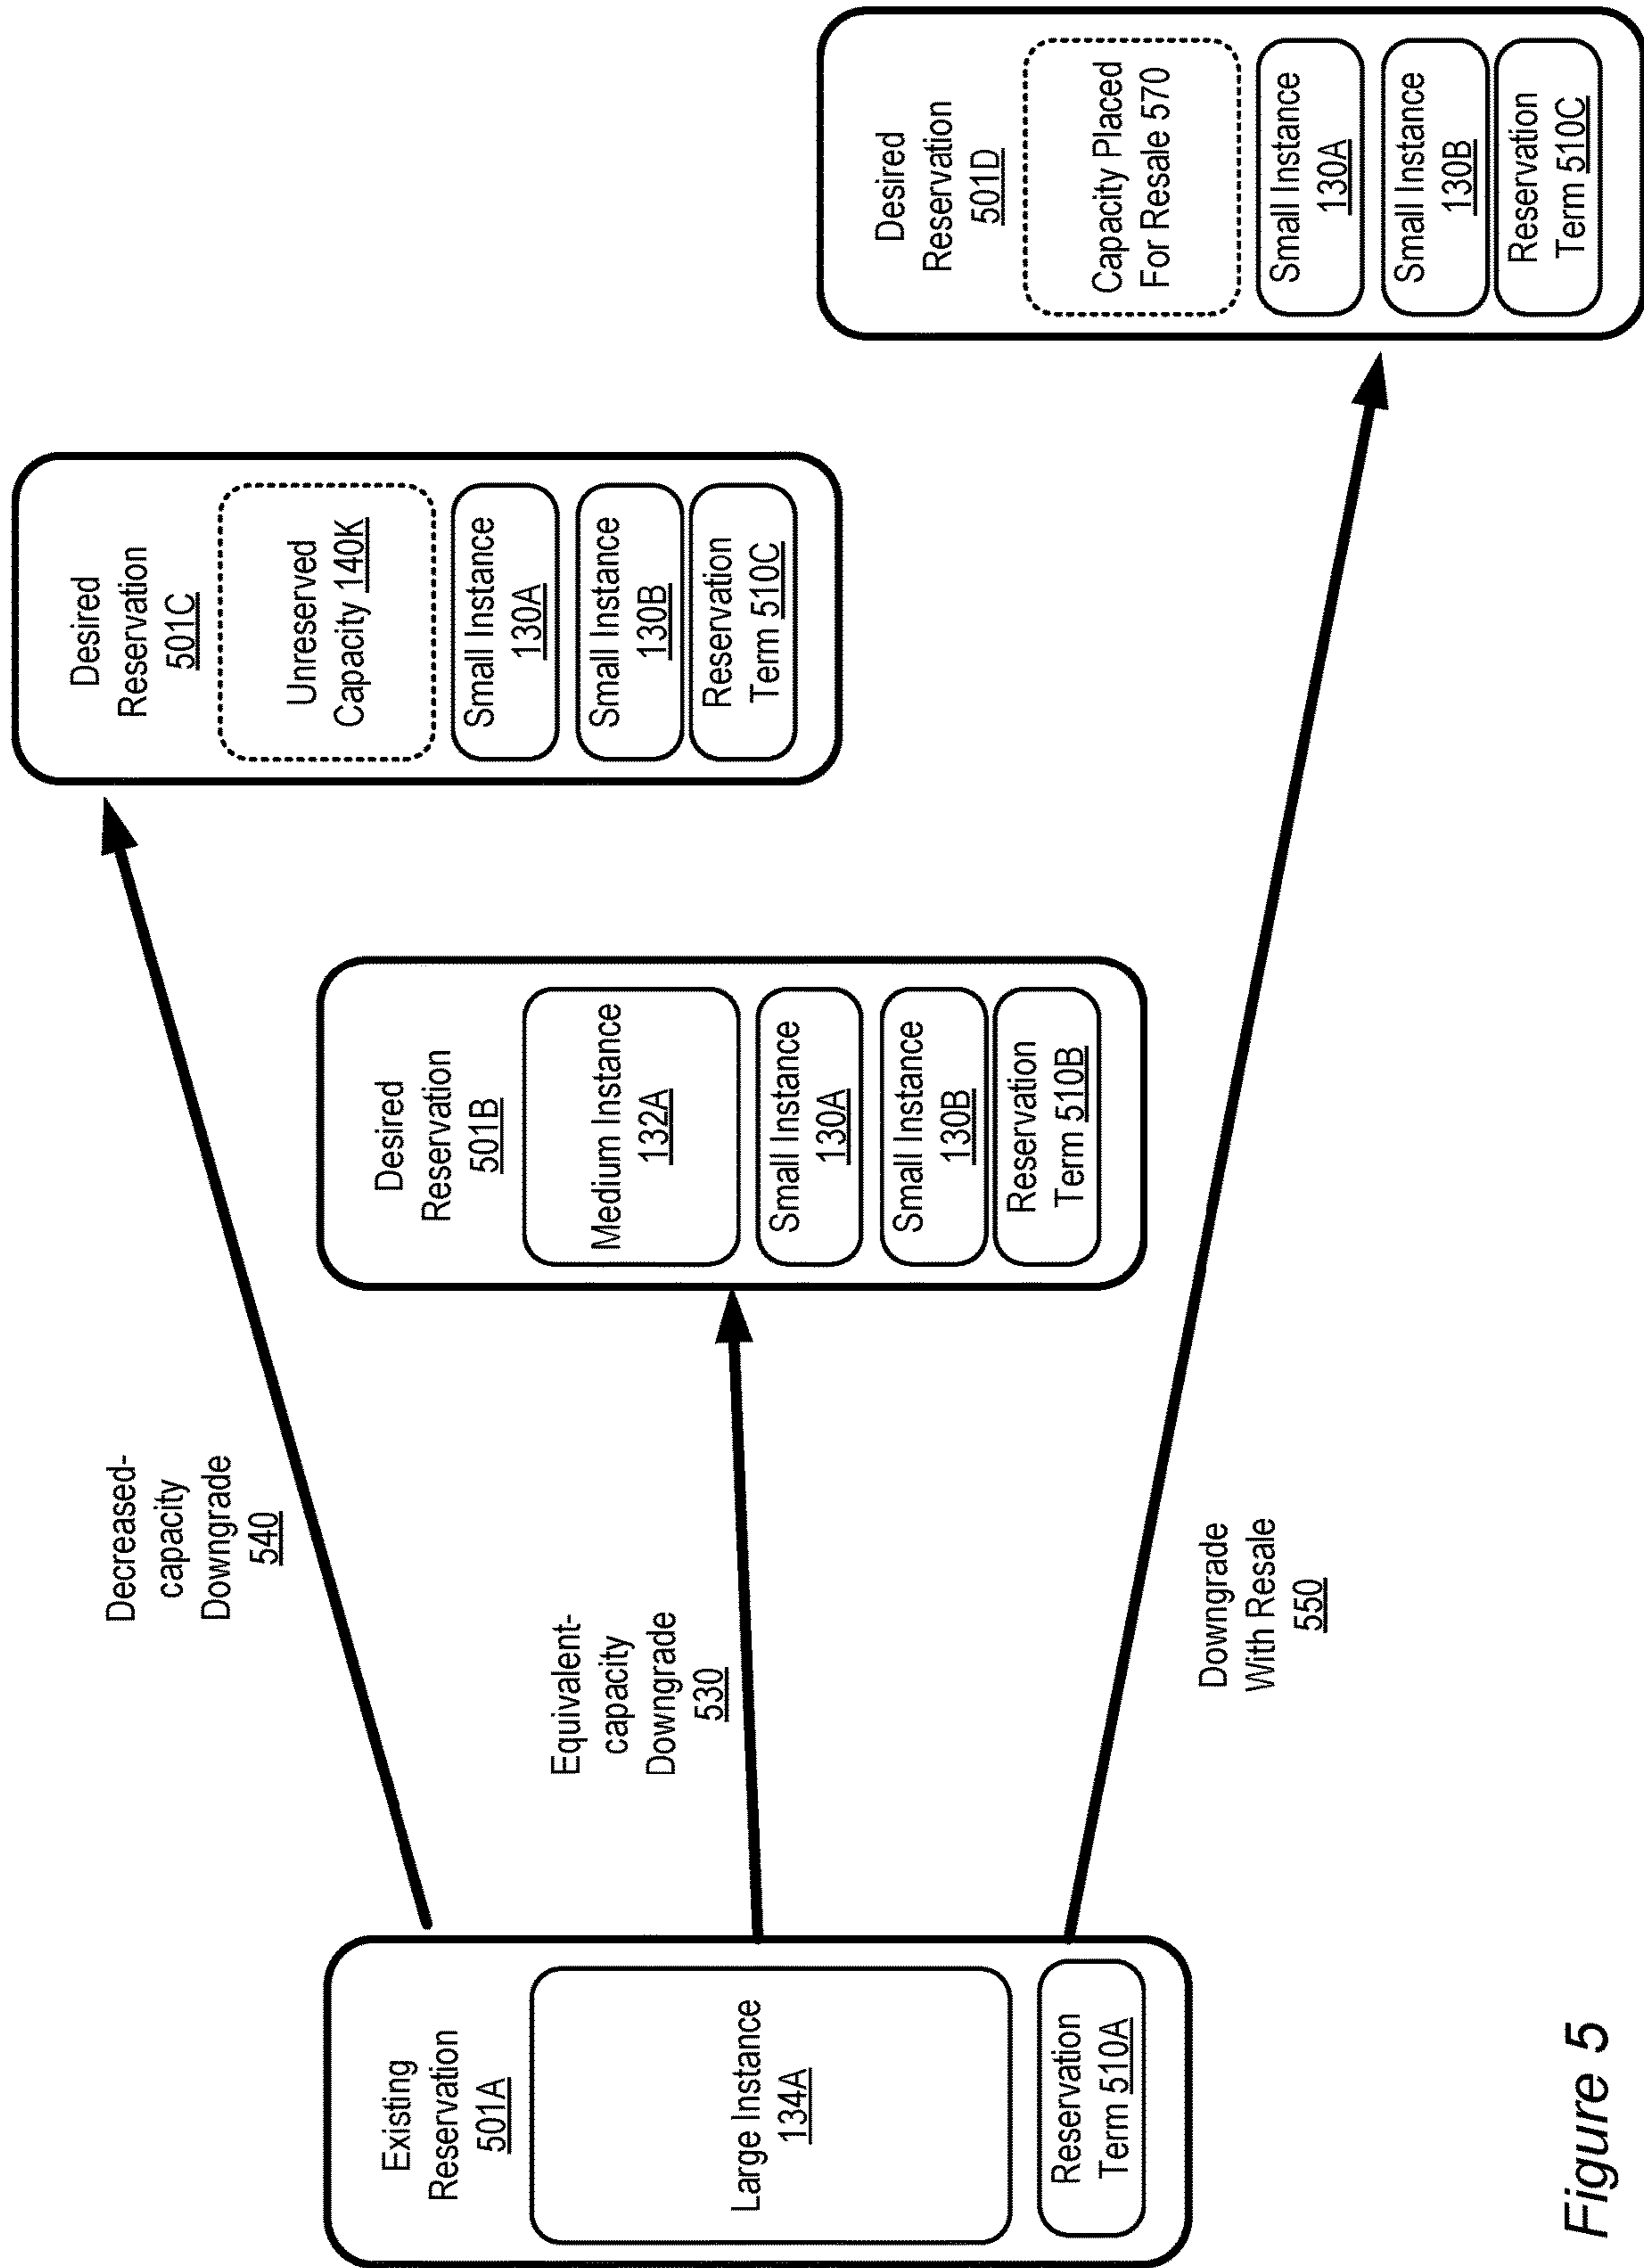 Existing
Reservation
501A
Large Instance
134A
Reservation
Term 510A
Decreased-
capacity
Downgrade
540
Equivalent-
capacity
Downgrade
530
Downgrade
With Resale
550
Desired
Reservation
501B
Medium Instance
132A
Small Instance
130A
Small Instance
130B
Reservation
Term 510B
Desired
Reservation
501C
Unreserved
Capacity 140K
Small Instance
130A
Small Instance
130B
Reservation
Term 510C
Desired
Reservation
501D
Capacity Placed
For Resale 570
Small Instance
130A
Small Instance
130B
Reservation
Term 510C
Figure 5